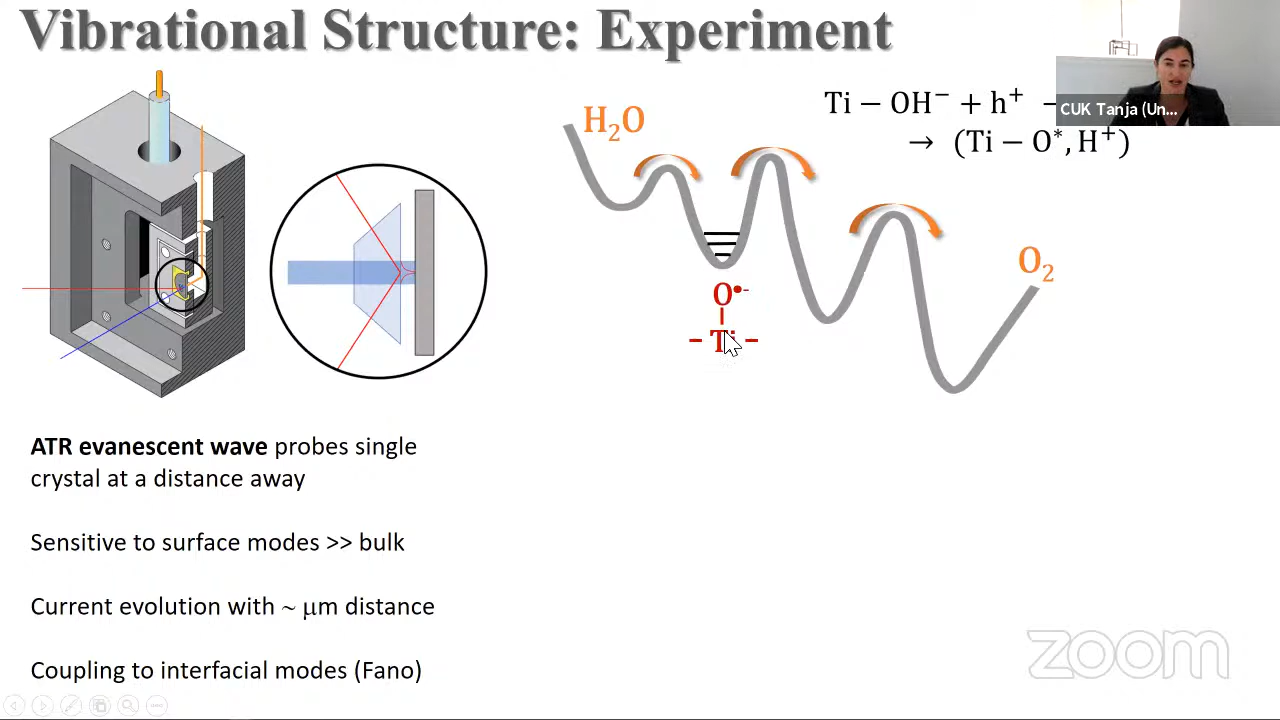 Vibrational Structure: Experiment
Ti − OH⁻ + h⁺ →
CUK Tanja (Un...
→ (Ti − O*, H⁺)
H₂O
O₂
O•-
– Ti –
ATR evanescent wave probes single
crystal at a distance away
Sensitive to surface modes >> bulk
Current evolution with ~ μm distance
Coupling to interfacial modes (Fano)
zoom